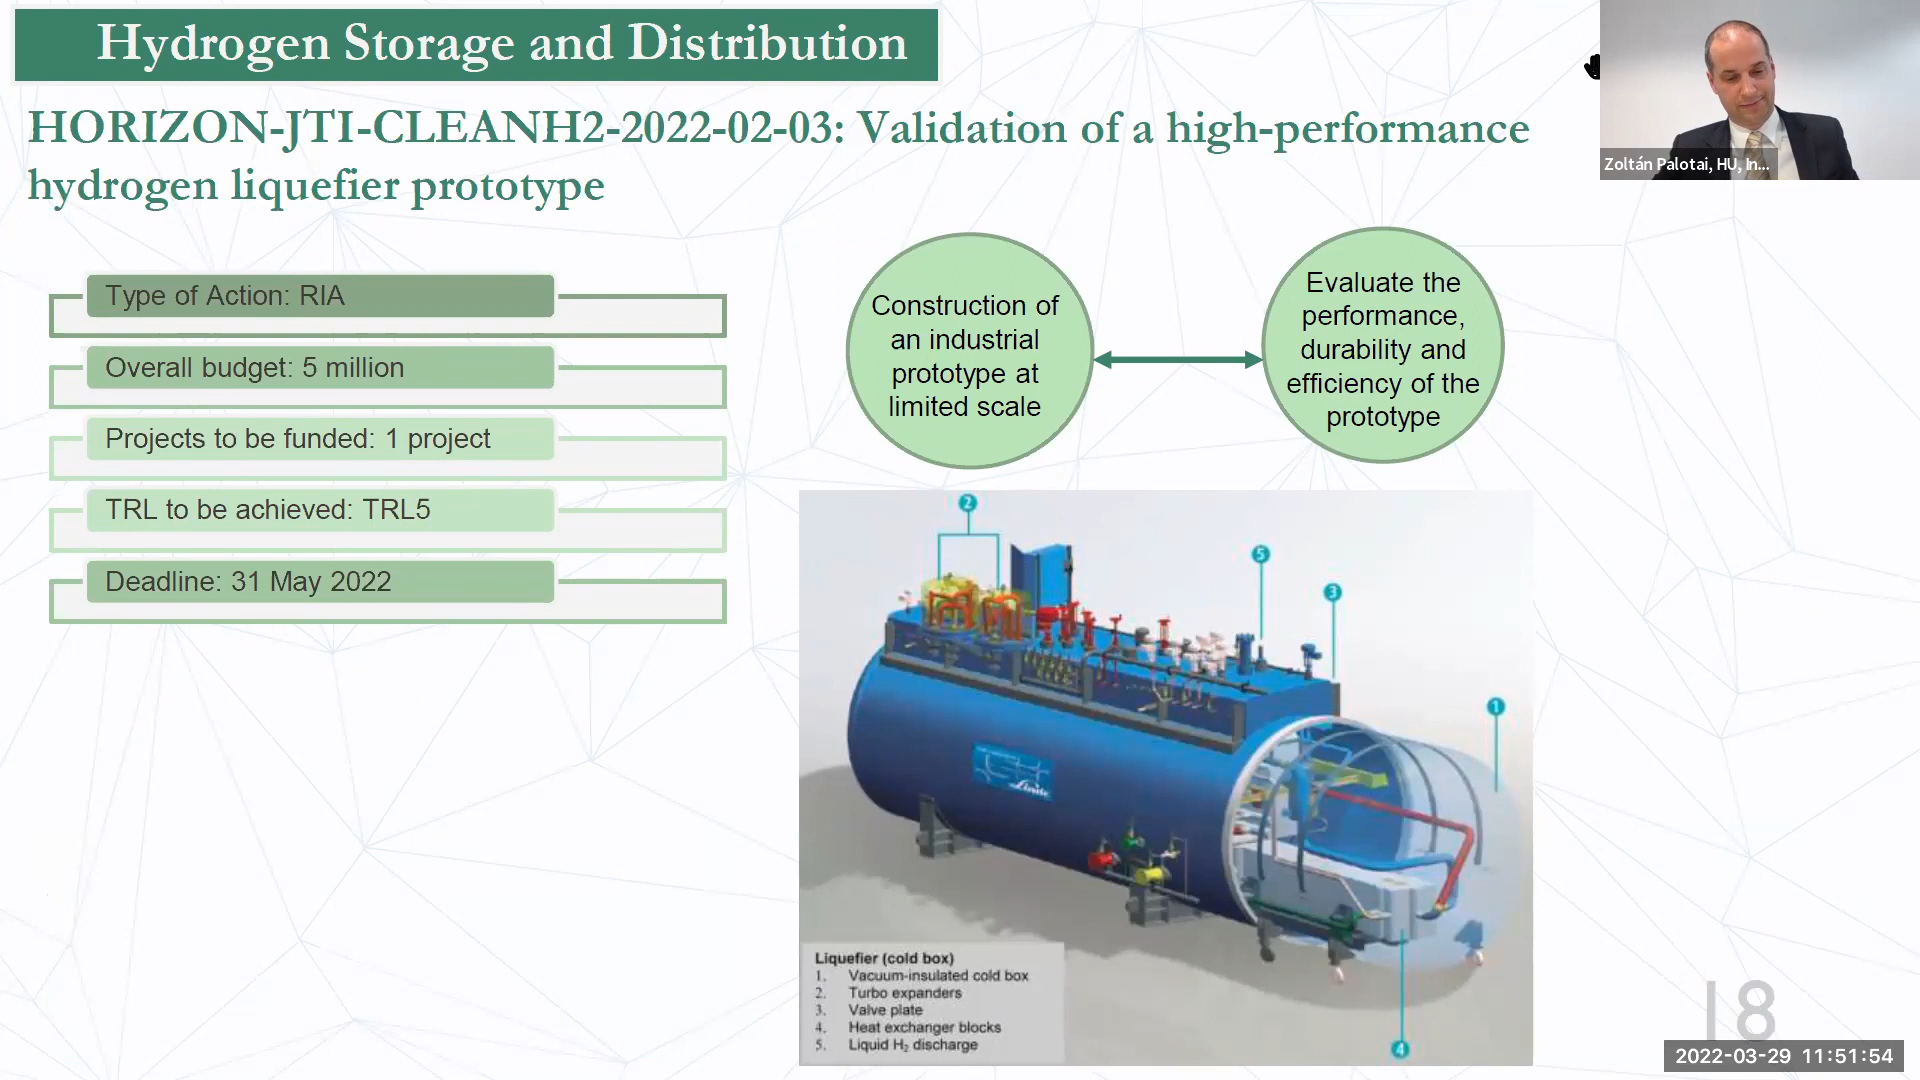 Hydrogen Storage and Distribution
HORIZON-JTI-CLEANH2-2022-02-03: Validation of a high-performance
hydrogen liquefier prototype
Zoltán Palotai, HU, In...
Type of Action: RIA
Overall budget: 5 million
Projects to be funded: 1 project
TRL to be achieved: TRL5
Deadline: 31 May 2022
Construction of
an industrial
prototype at
limited scale
Evaluate the
performance,
durability and
efficiency of the
prototype
2
5
3
1
Linde
4
Liquefier (cold box)
1. Vacuum-insulated cold box
2. Turbo expanders
3. Valve plate
4. Heat exchanger blocks
5. Liquid H₂ discharge
18
2022-03-29 11:51:54